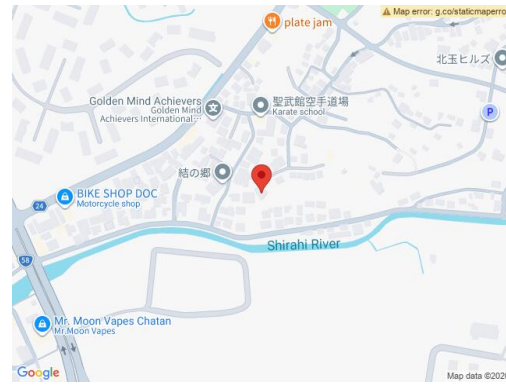 Map error: g.co/staticmaperro
plate jam
北玉ヒルズ
Golden Mind Achievers
Golden Mind
Achievers International...
聖武館空手道場
Karate school
P
結の郷
BIKE SHOP DOC
Motorcycle shop
24
58
Shirahi River
Mr. Moon Vapes Chatan
Mr.Moon Vapes
Google
Map data ©2020